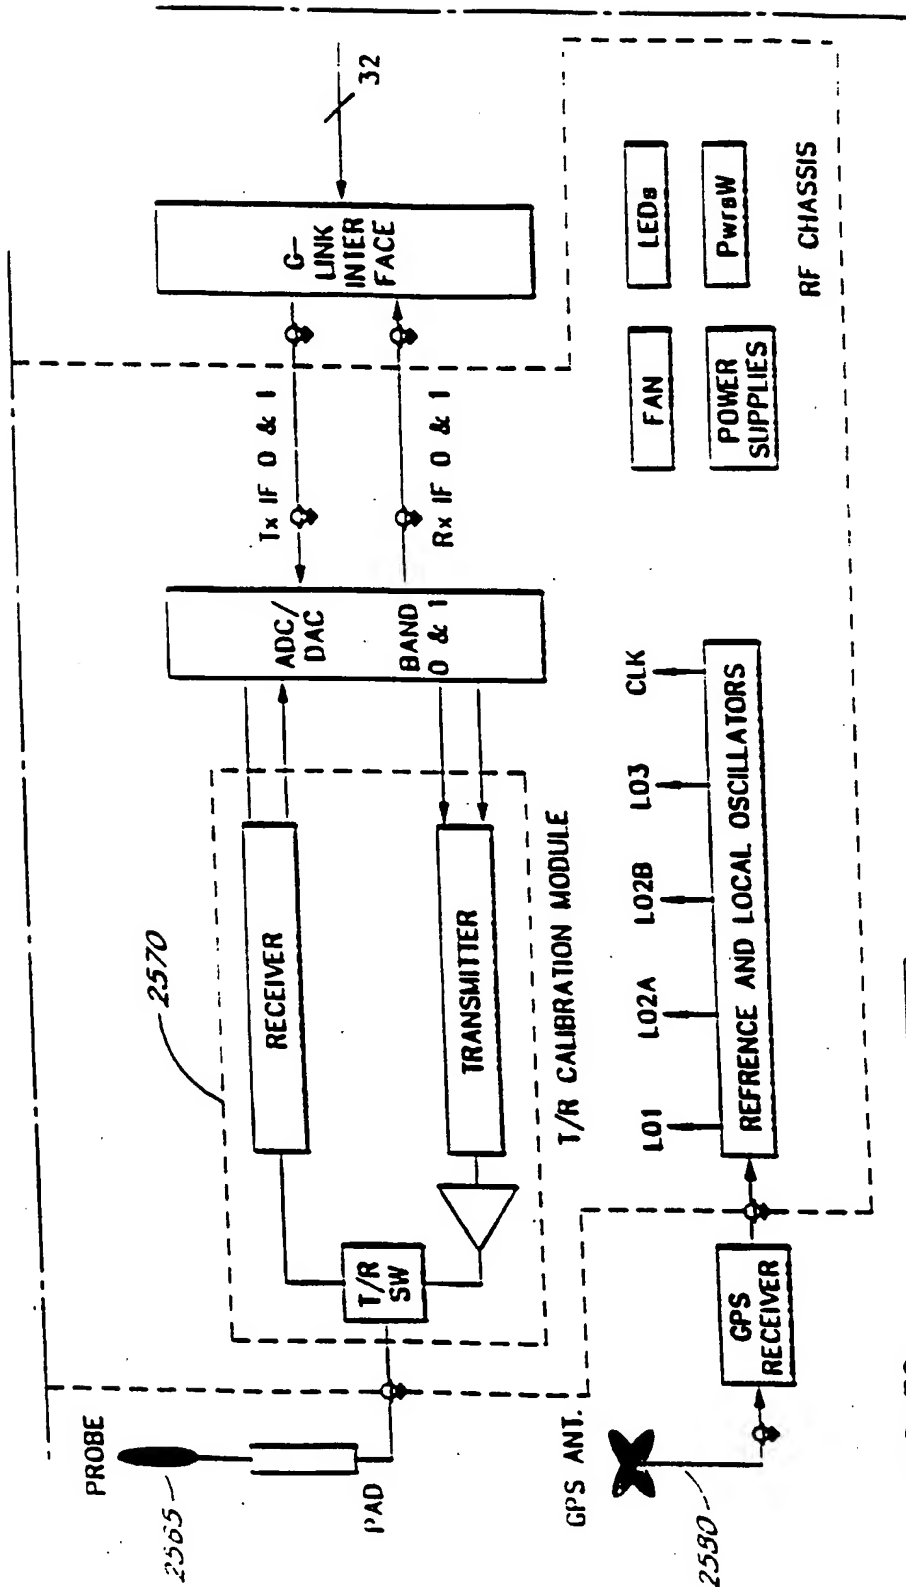 PROBE
2565
PAD
2570
T/R
SW
RECEIVER
TRANSMITTER
T/R CALIBRATION MODULE
ADC/
DAC
BAND
0 & 1
Tx IF 0 & 1
Rx IF 0 & 1
G-
LINK
INTER
FACE
32
GPS ANT.
2580
GPS
RECEIVER
LO1
LO2A
LO2B
LO3
CLK
REFRENCE AND LOCAL OSCILLATORS
FAN
LEDs
POWER
SUPPLIES
PwrsW
RF CHASSIS